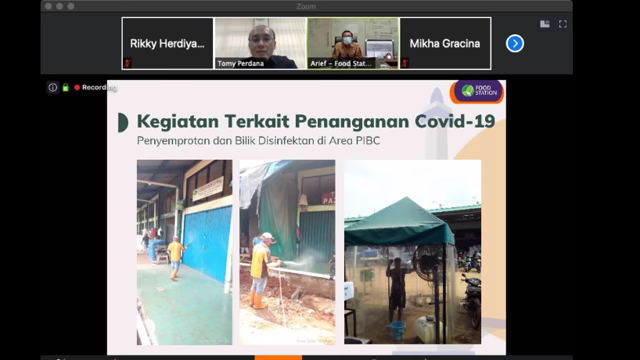 Zoom
Rikky Herdiya...
Tomy Perdana
Arief – Food Stat...
Mikha Gracina
Recording
FOOD
STATION
Kegiatan Terkait Penanganan Covid-19
Penyemprotan dan Bilik Disinfektan di Area PIBC